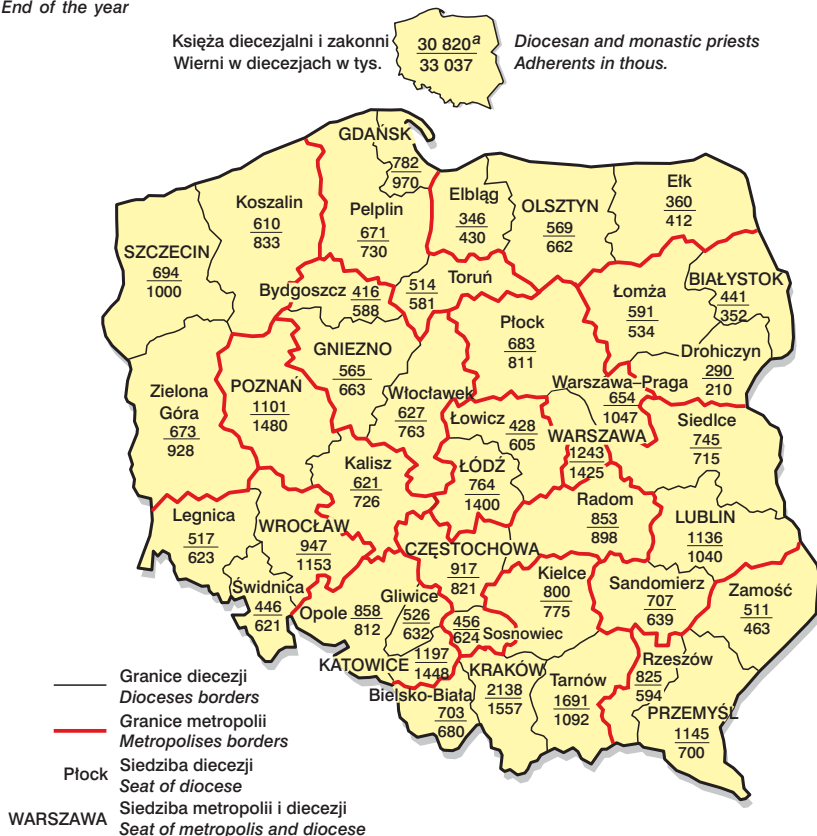 End of the year
Księża diecezjalni i zakonni
Wierni w diecezjach w tys.
30 820a
33 037
Diocesan and monastic priests
Adherents in thous.
GDAŃSK
782
970
Koszalin
610
833
Pelplin
671
730
Elbląg
346
430
OLSZTYN
569
662
Ełk
360
412
SZCZECIN
694
1000
Bydgoszcz 416
588
Toruń
514
581
Łomża
591
534
BIAŁYSTOK
441
352
Płock
683
811
Drohiczyn
290
210
GNIEZNO
565
663
Zielona
Góra
673
928
POZNAŃ
1101
1480
Włocławek
627
763
Warszawa–Praga
654
1047
Łowicz 428
605
WARSZAWA
1243
1425
Siedlce
745
715
Kalisz
621
726
ŁÓDŹ
764
1400
Radom
853
898
LUBLIN
1136
1040
Legnica
517
623
WROCŁAW
947
1153
CZĘSTOCHOWA
917
821
Kielce
800
775
Sandomierz
707
639
Zamość
511
463
Świdnica
446
621
Opole 858
812
Gliwice
526
632
456
624 Sosnowiec
KATOWICE 1197
1448
KRAKÓW
2138
1557
Tarnów
1691
1092
Rzeszów
825
594
Bielsko-Biała
703
680
PRZEMYŚL
1145
700
Granice diecezji
Dioceses borders
Granice metropolii
Metropolises borders
Płock Siedziba diecezji
Seat of diocese
WARSZAWA Siedziba metropolii i diecezji
Seat of metropolis and diocese